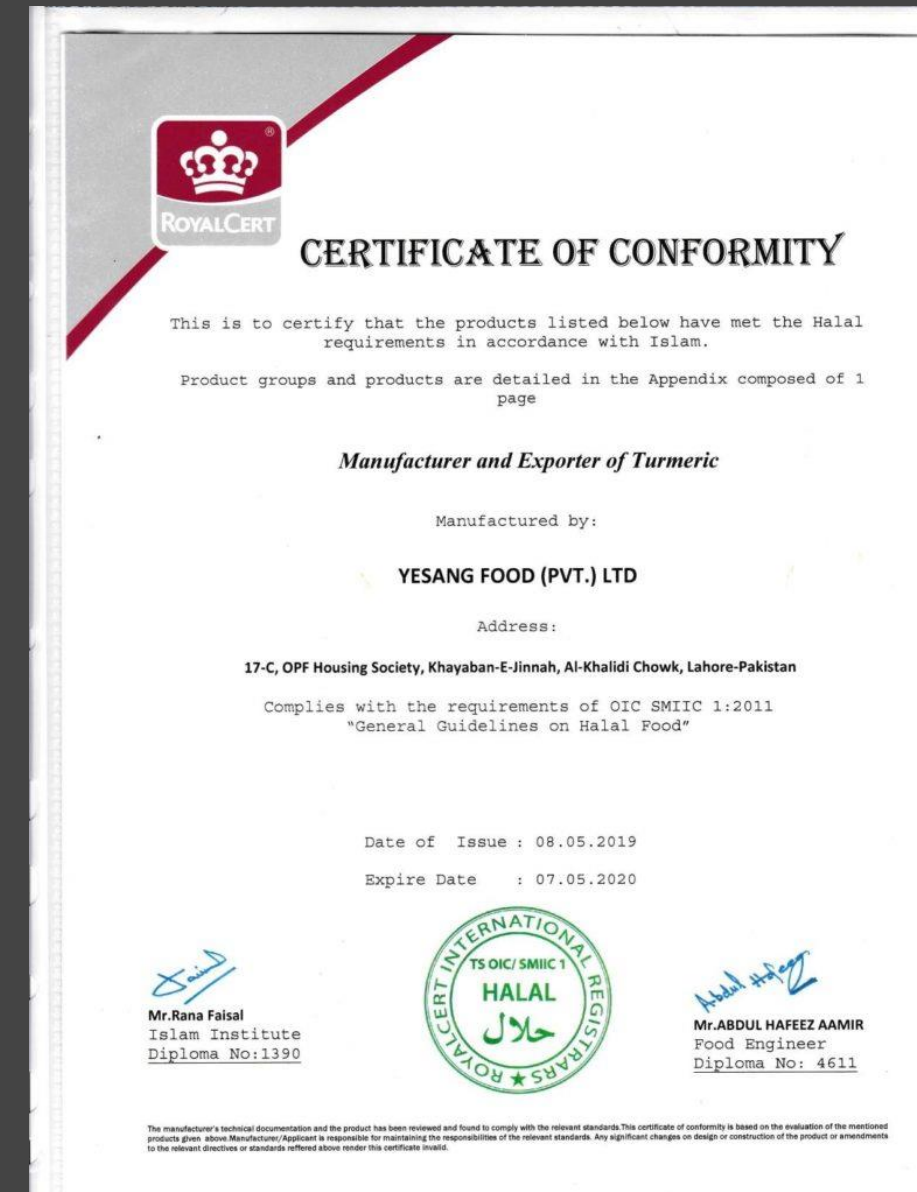 ®
ROYALCERT
CERTIFICATE OF CONFORMITY
This is to certify that the products listed below have met the Halal
requirements in accordance with Islam.
Product groups and products are detailed in the Appendix composed of 1
page
Manufacturer and Exporter of Turmeric
Manufactured by:
YESANG FOOD (PVT.) LTD
Address:
17-C, OPF Housing Society, Khayaban-E-Jinnah, Al-Khalidi Chowk, Lahore-Pakistan
Complies with the requirements of OIC SMIIC 1:2011
"General Guidelines on Halal Food"
Date of Issue : 08.05.2019
Expire Date : 07.05.2020
ROYALCERT INTERNATIONAL REGISTRARS
TS OIC/ SMIIC 1
HALAL
حلال
Mr.Rana Faisal
Islam Institute
Diploma No:1390
Abdul Hafeez
Mr.ABDUL HAFEEZ AAMIR
Food Engineer
Diploma No: 4611
The manufacturer's technical documentation and the product has been reviewed and found to comply with the relevant standards.This certificate of conformity is based on the evaluation of the mentioned
products given above.Manufacturer/Applicant is responsible for maintaining the responsibilities of the relevant standards. Any significant changes on design or construction of the product or amendments
to the relevant directives or standards reffered above render this certificate invalid.